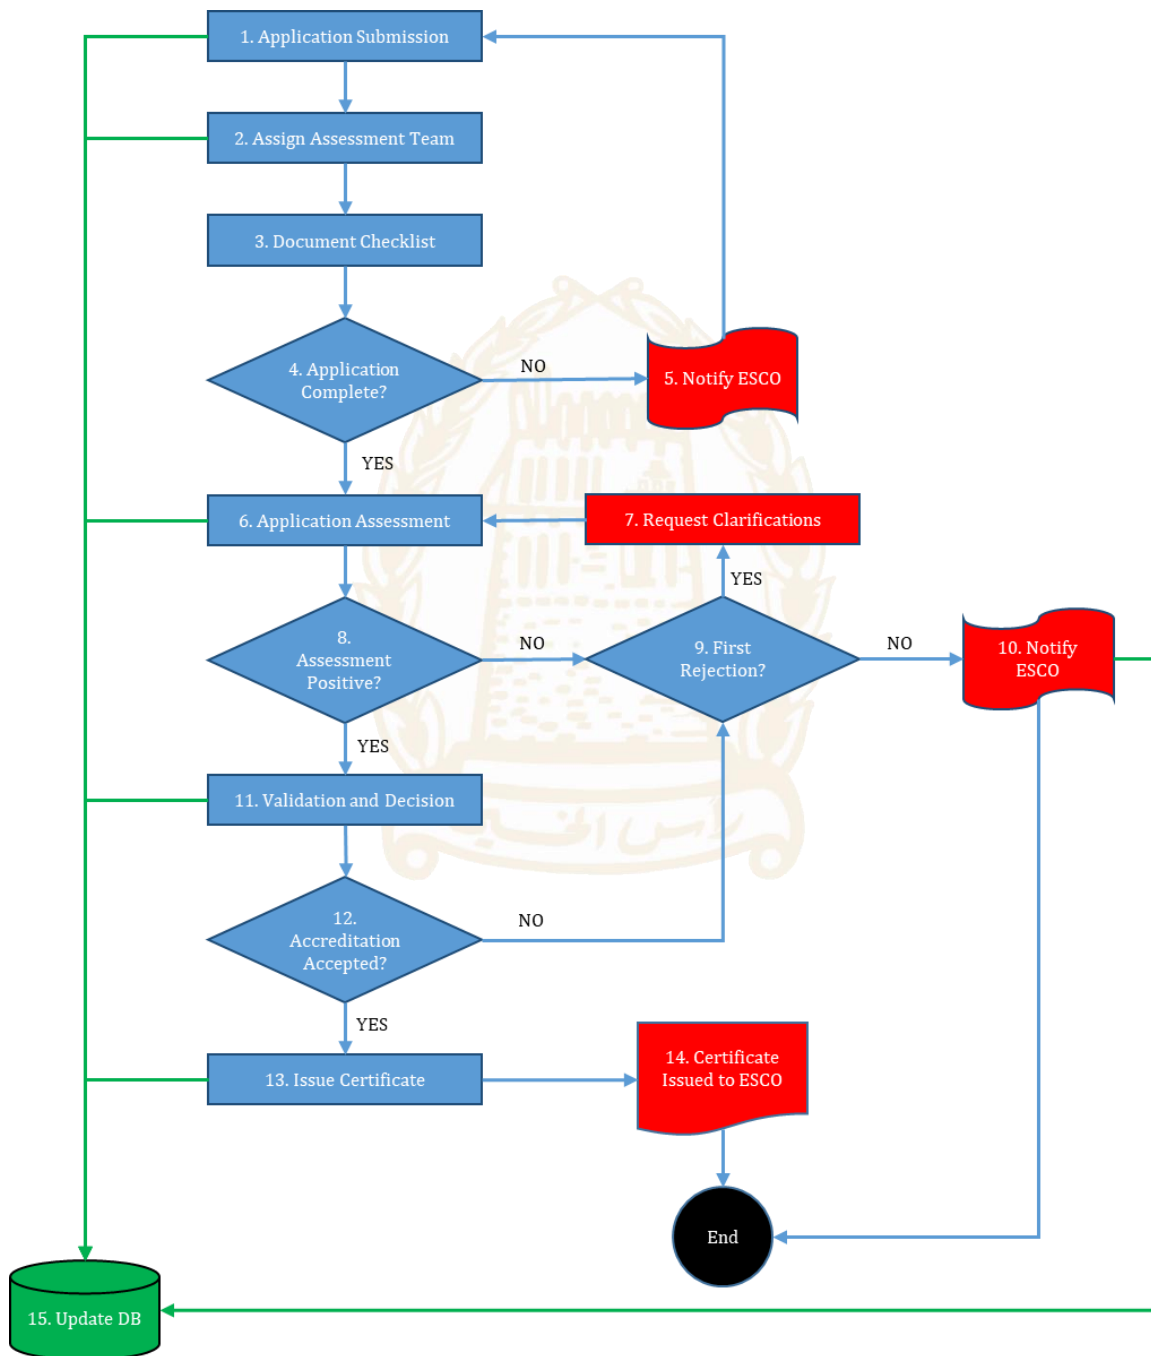 1. Application Submission
2. Assign Assessment Team
3. Document Checklist
4. Application
Complete?
NO
5. Notify ESCO
YES
6. Application Assessment
7. Request Clarifications
YES
8.
Assessment
Positive?
NO
9. First
Rejection?
NO
10. Notify
ESCO
YES
11. Validation and Decision
رأس الخيمة
12.
Accreditation
Accepted?
NO
YES
13. Issue Certificate
14. Certificate
Issued to ESCO
End
15. Update DB